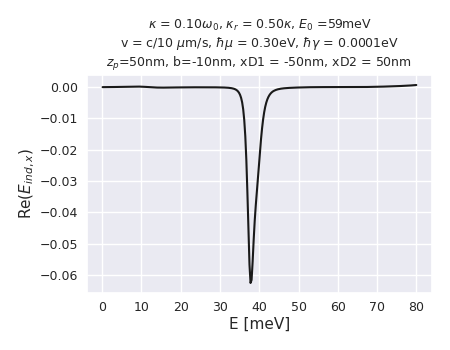 κ = 0.10ω₀, κᵣ = 0.50κ, E₀ =59meV
v = c/10 μm/s, ħμ = 0.30eV, ħγ = 0.0001eV
zₚ=50nm, b=-10nm, xD1 = -50nm, xD2 = 50nm
Re(E_{ind,x})
0.00
−0.01
−0.02
−0.03
−0.04
−0.05
−0.06
0 10 20 30 40 50 60 70 80
E [meV]